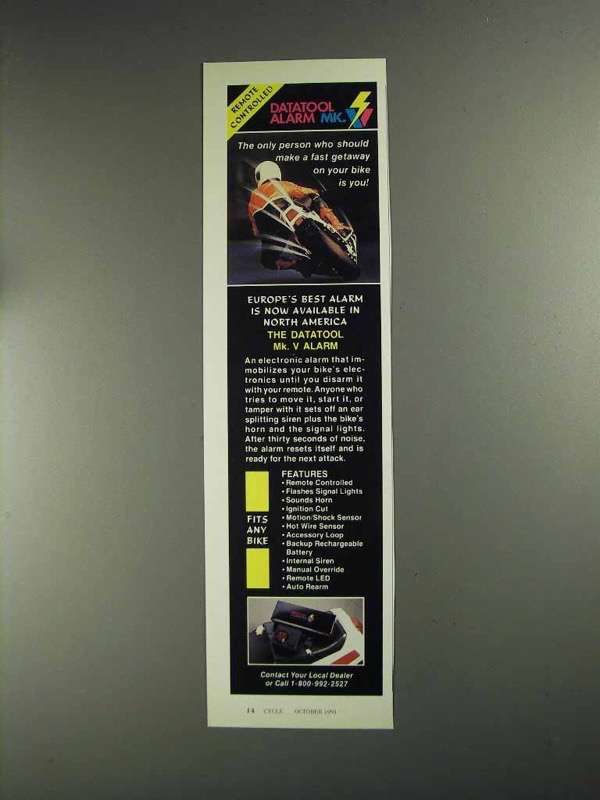 REMOTE
CONTROLLED
DATATOOL
ALARM MK. V
The only person who should
make a fast getaway
on your bike
is you!
EUROPE'S BEST ALARM
IS NOW AVAILABLE IN
NORTH AMERICA
THE DATATOOL
Mk. V ALARM
An electronic alarm that im-
mobilizes your bike's elec-
tronics until you disarm it
with your remote. Anyone who
tries to move it, start it, or
tamper with it sets off an ear
splitting siren plus the bike's
horn and the signal lights.
After thirty seconds of noise,
the alarm resets itself and is
ready for the next attack.
FITS
ANY
BIKE
FEATURES
• Remote Controlled
• Flashes Signal Lights
• Sounds Horn
• Ignition Cut
• Motion/Shock Sensor
• Hot Wire Sensor
• Accessory Loop
• Backup Rechargeable
Battery
• Internal Siren
• Manual Override
• Remote LED
• Auto Rearm
Contact Your Local Dealer
or Call 1-800-992-2527
14 CYCLE OCTOBER 1991